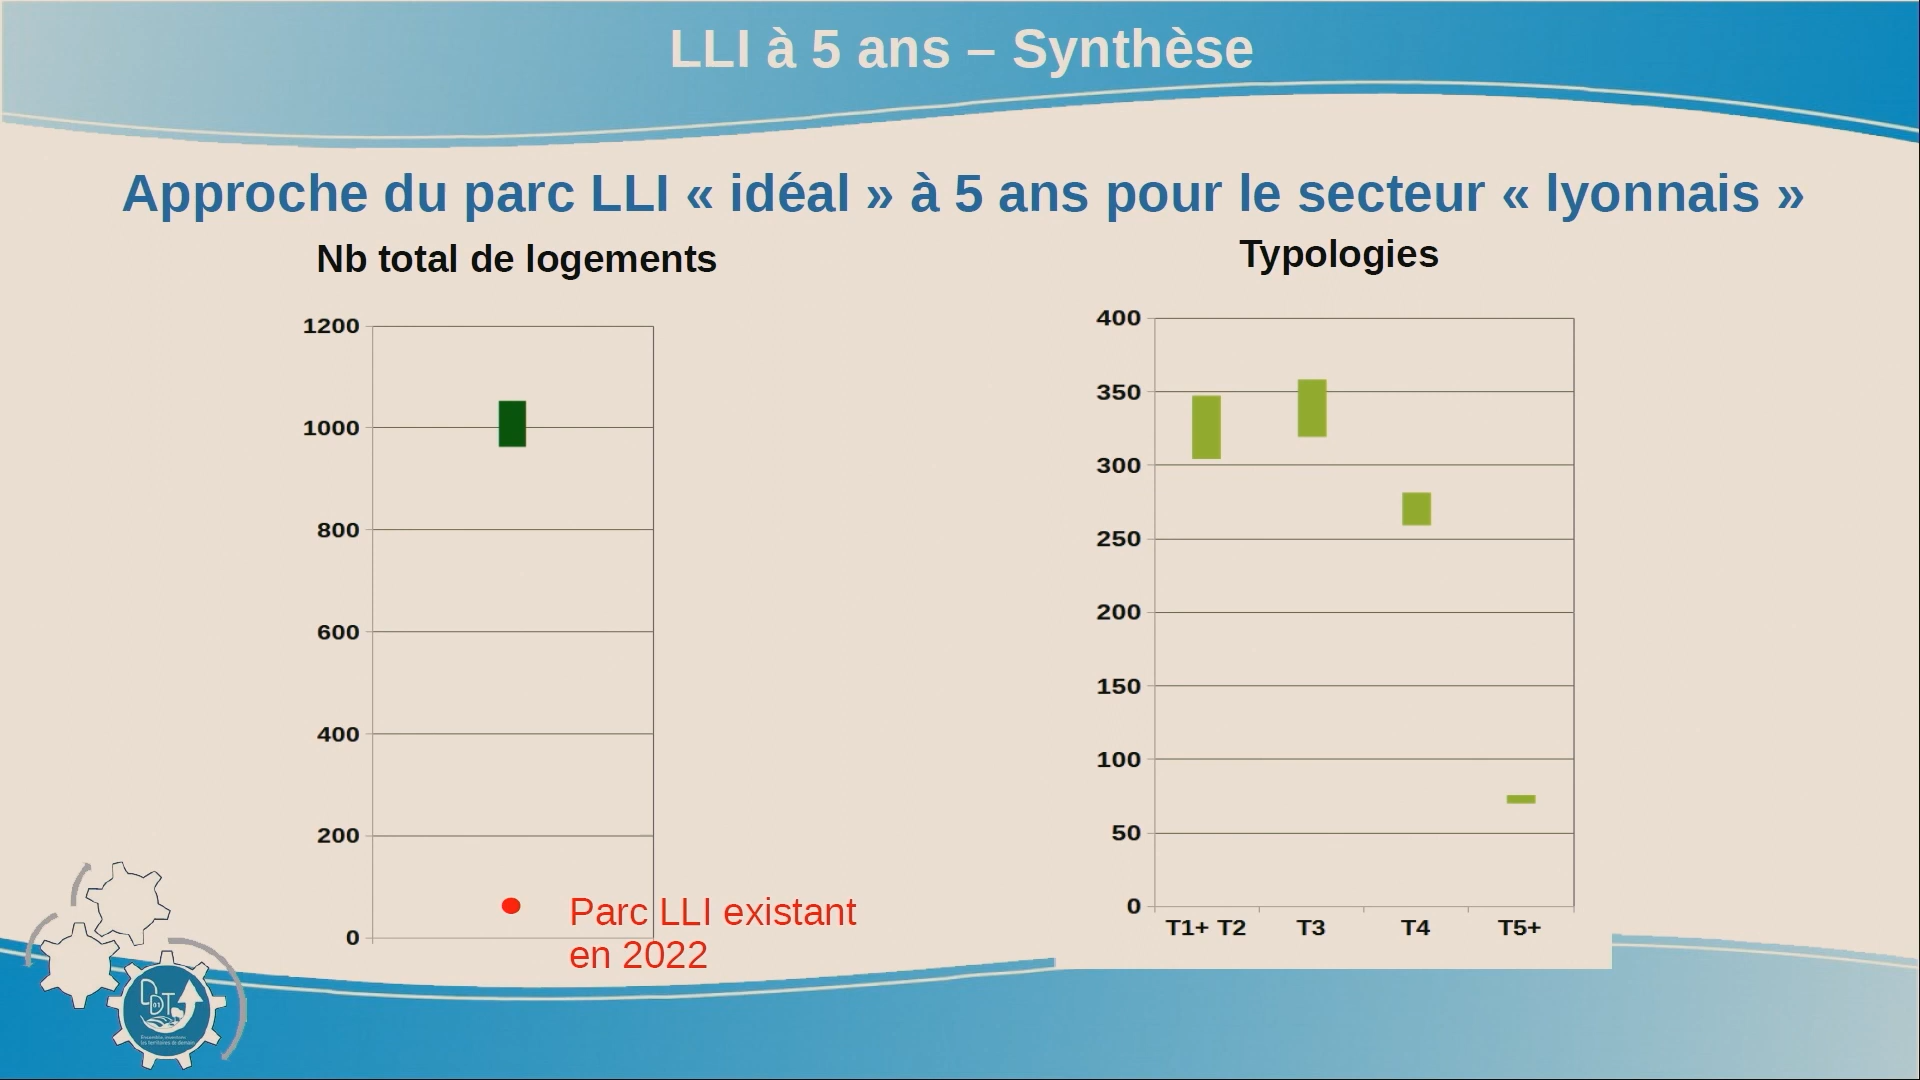 LLI à 5 ans – Synthèse
Approche du parc LLI « idéal » à 5 ans pour le secteur « lyonnais »
Nb total de logements
1200
1000
800
600
400
200
0
Parc LLI existant
en 2022
Typologies
400
350
300
250
200
150
100
50
0
T1+ T2 T3 T4 T5+
DDT
01